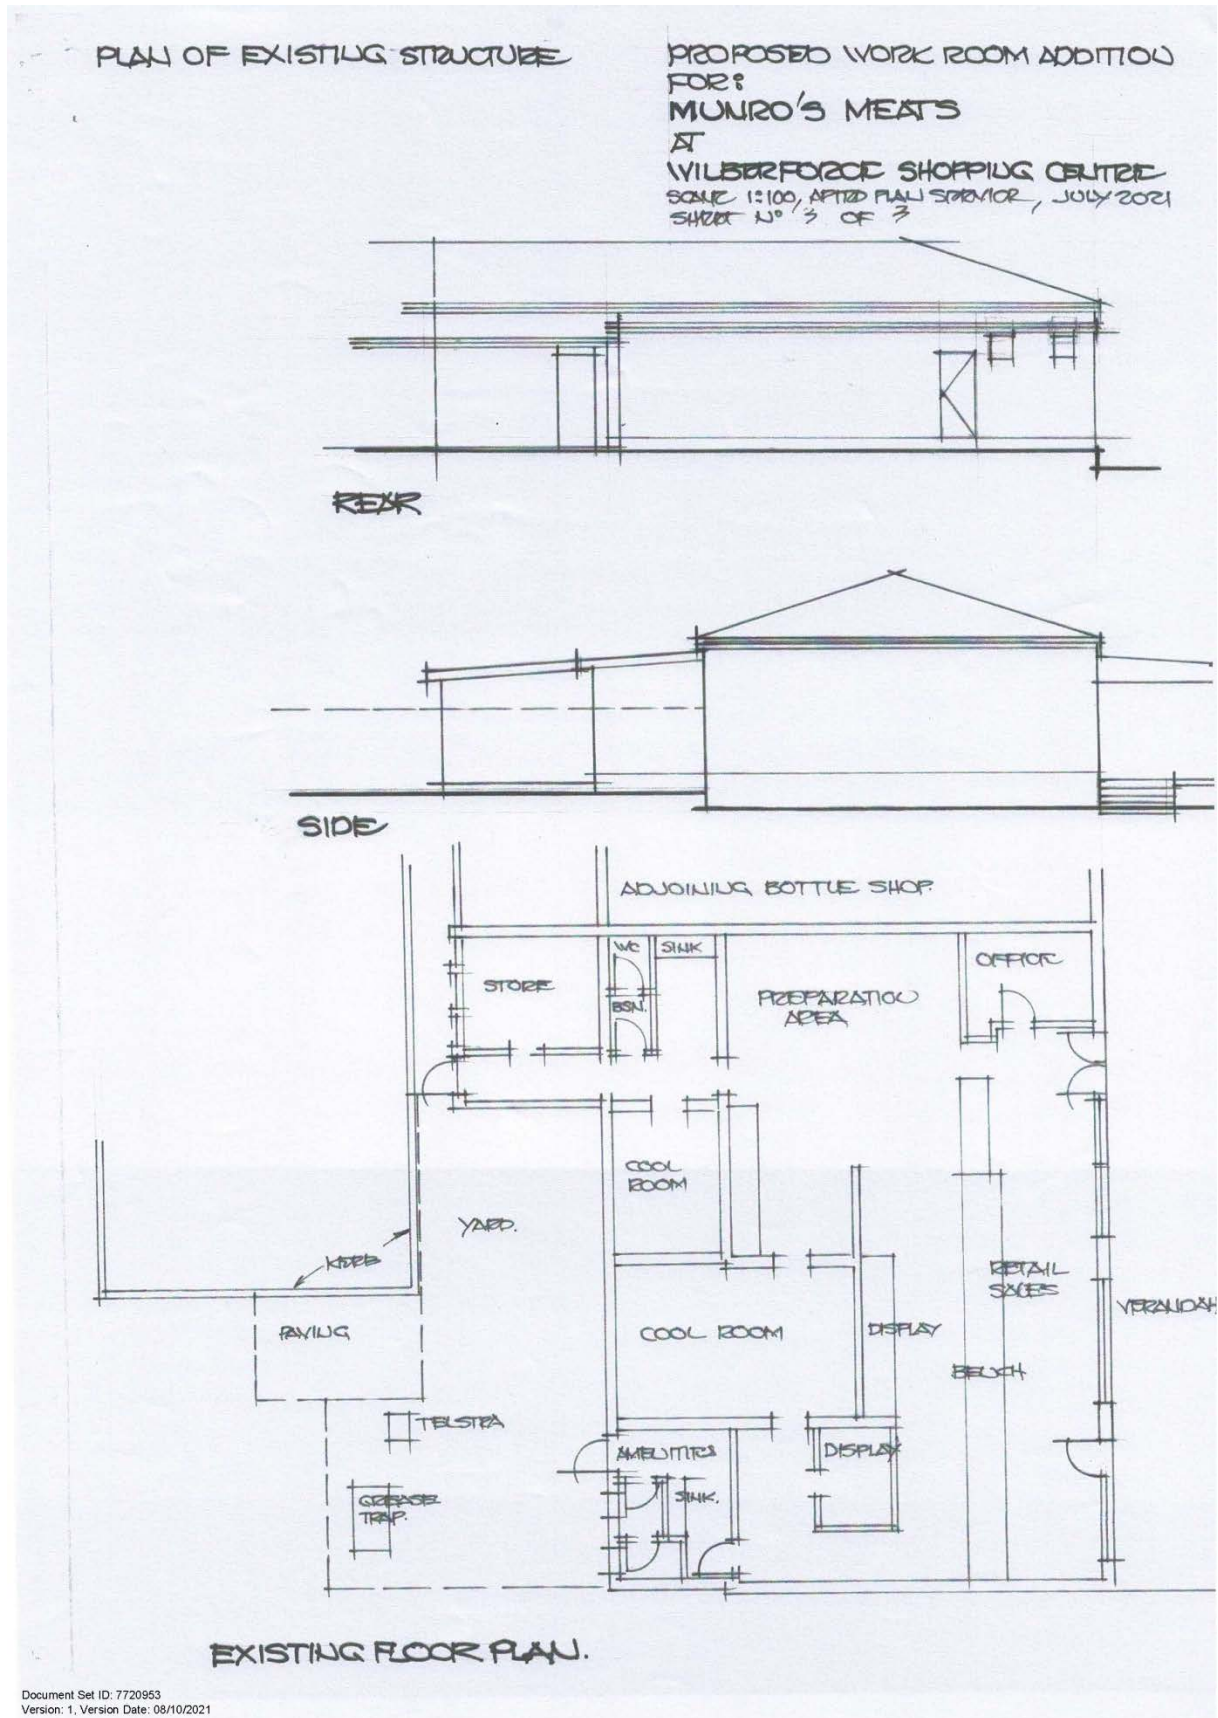 PLAN OF EXISTING STRUCTURE
PROPOSED WORK ROOM ADDITION
FOR:
MUNRO'S MEATS
AT
WILBERFORCE SHOPPING CENTRE
SCALE 1:100, APTED PLAN SERVICE, JULY 2021
SHEET No 3 OF 3
REAR
SIDE
ADJOINING BOTTLE SHOP.
WC
SINK
STORE
OFFICE
BSN.
PREPARATION
AREA
COOL
ROOM
YARD.
KERB
RETAIL
SALES
VERANDAH
PAVING
COOL ROOM
DISPLAY
BENCH
TELSTRA
AMENITIES
DISPLAY
GREASE
TRAP.
SINK.
EXISTING FLOOR PLAN.
Document Set ID: 7720953
Version: 1, Version Date: 08/10/2021